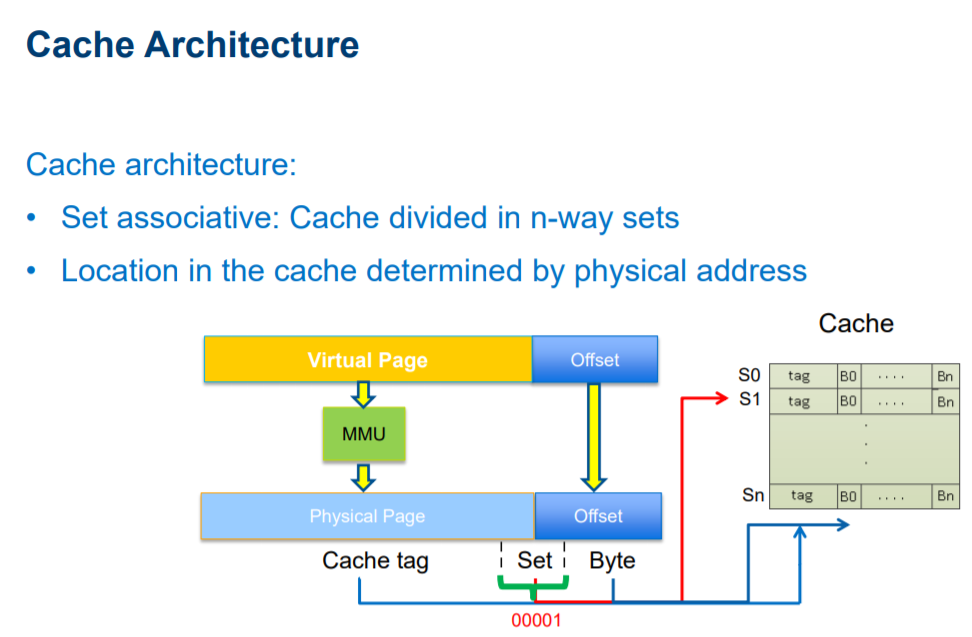 Cache Architecture
Cache architecture:
• Set associative: Cache divided in n-way sets
• Location in the cache determined by physical address
Cache
Virtual Page Offset
S0 tag B0 .... Bn
S1 tag B0 .... Bn
MMU
Sn tag B0 .... Bn
Physical Page Offset
Cache tag Set Byte
00001